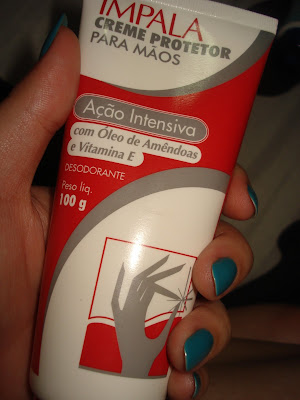 IMPALA
CREME PROTETOR
PARA MÃOS
Ação Intensiva
com Óleo de Amêndoas
e Vitamina E
DESODORANTE
Peso líq.
100 g